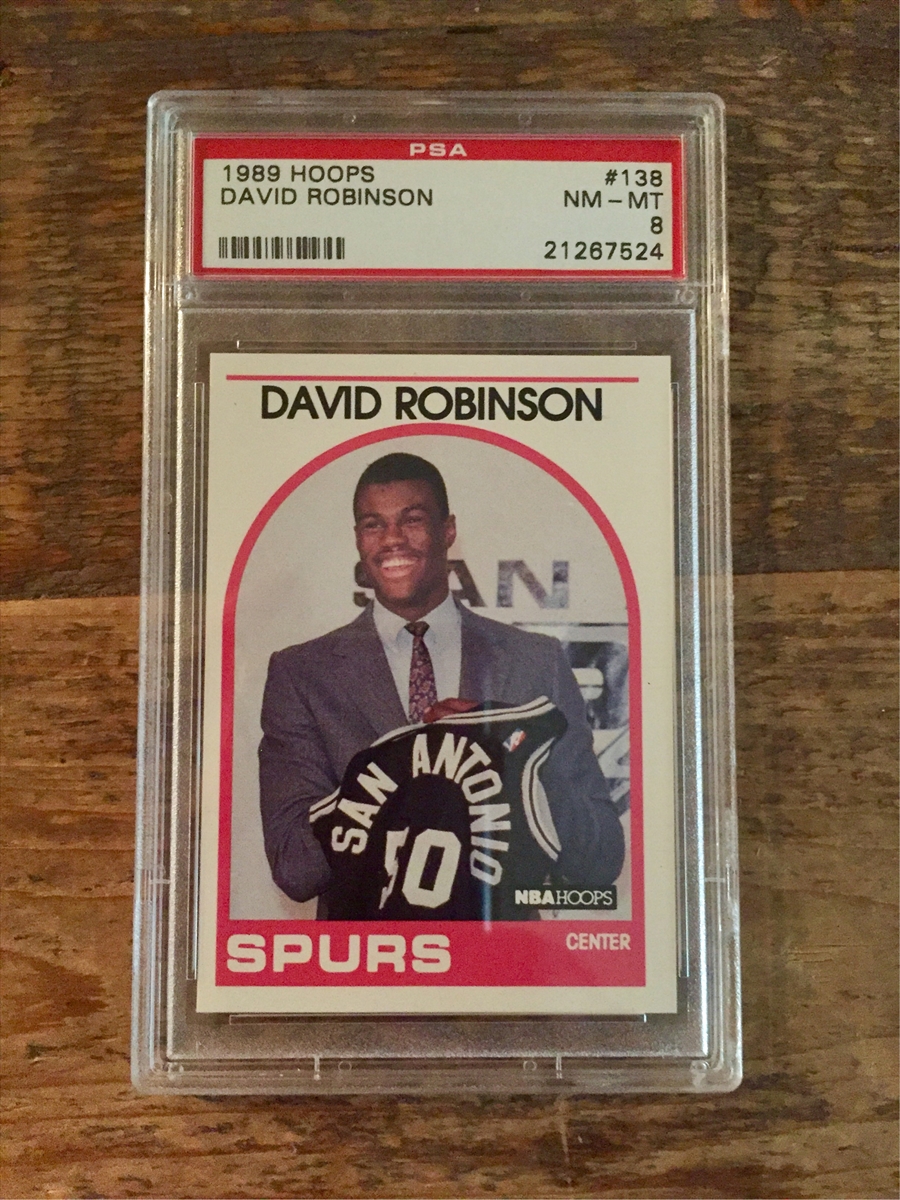 PSA
1989 HOOPS #138
DAVID ROBINSON NM-MT
8
21267524
DAVID ROBINSON
SAN
SAN ANTONIO
50
NBA HOOPS
SPURS CENTER